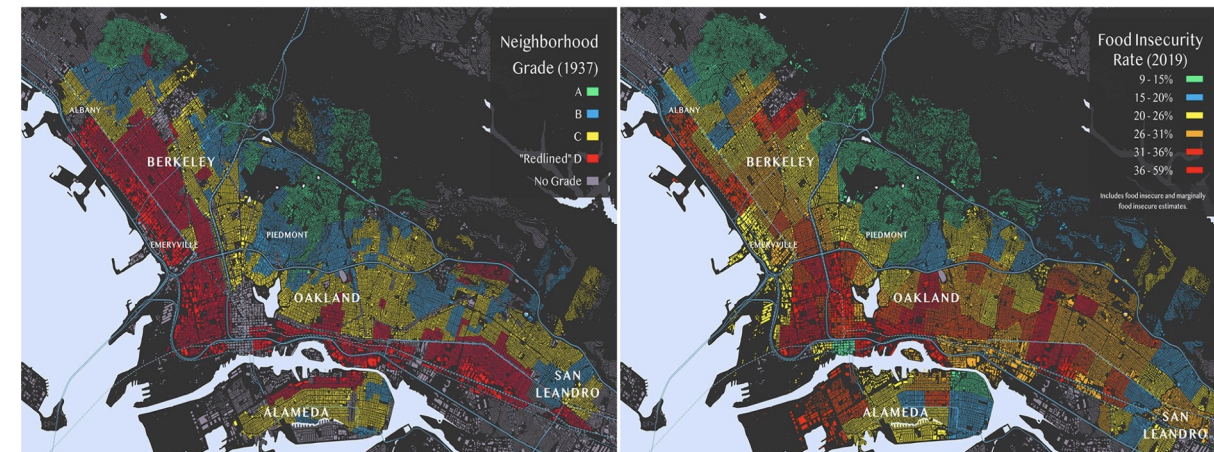 Neighborhood
Grade (1937)
A
B
C
"Redlined" D
No Grade
ALBANY
BERKELEY
EMERYVILLE
PIEDMONT
OAKLAND
SAN
LEANDRO
ALAMEDA
Food Insecurity
Rate (2019)
9 - 15%
15 - 20%
20 - 26%
26 - 31%
31 - 36%
36 - 59%
Includes food insecure and marginally
food insecure estimates.
ALBANY
BERKELEY
EMERYVILLE
PIEDMONT
OAKLAND
ALAMEDA
SAN
LEANDRO